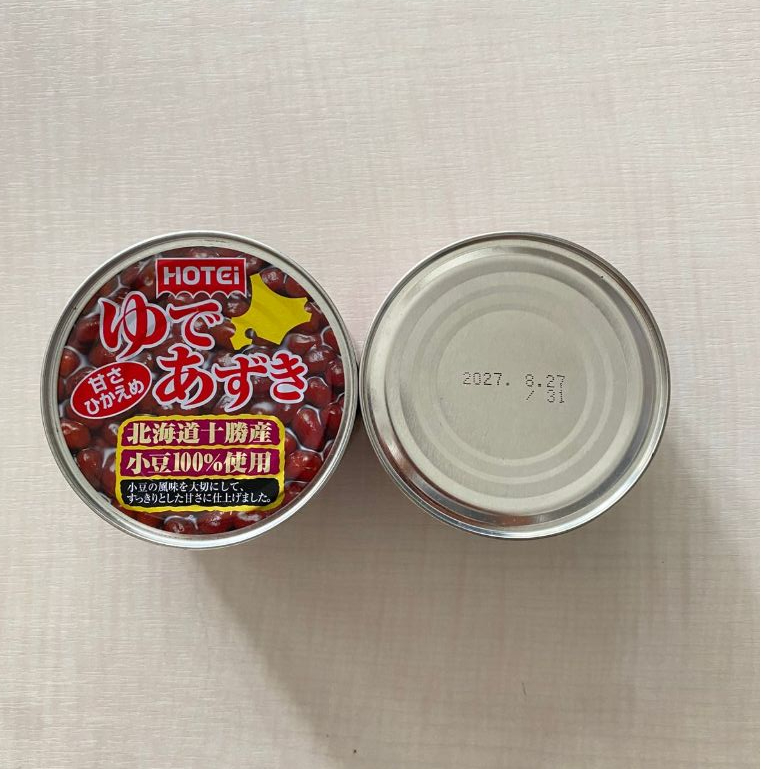 HOTEi
ゆで
あずき
甘さ
ひかえめ
北海道十勝産
小豆100%使用
小豆の風味を大切にして、
すっきりとした甘さに仕上げました。
2027. 8.27
/ 31